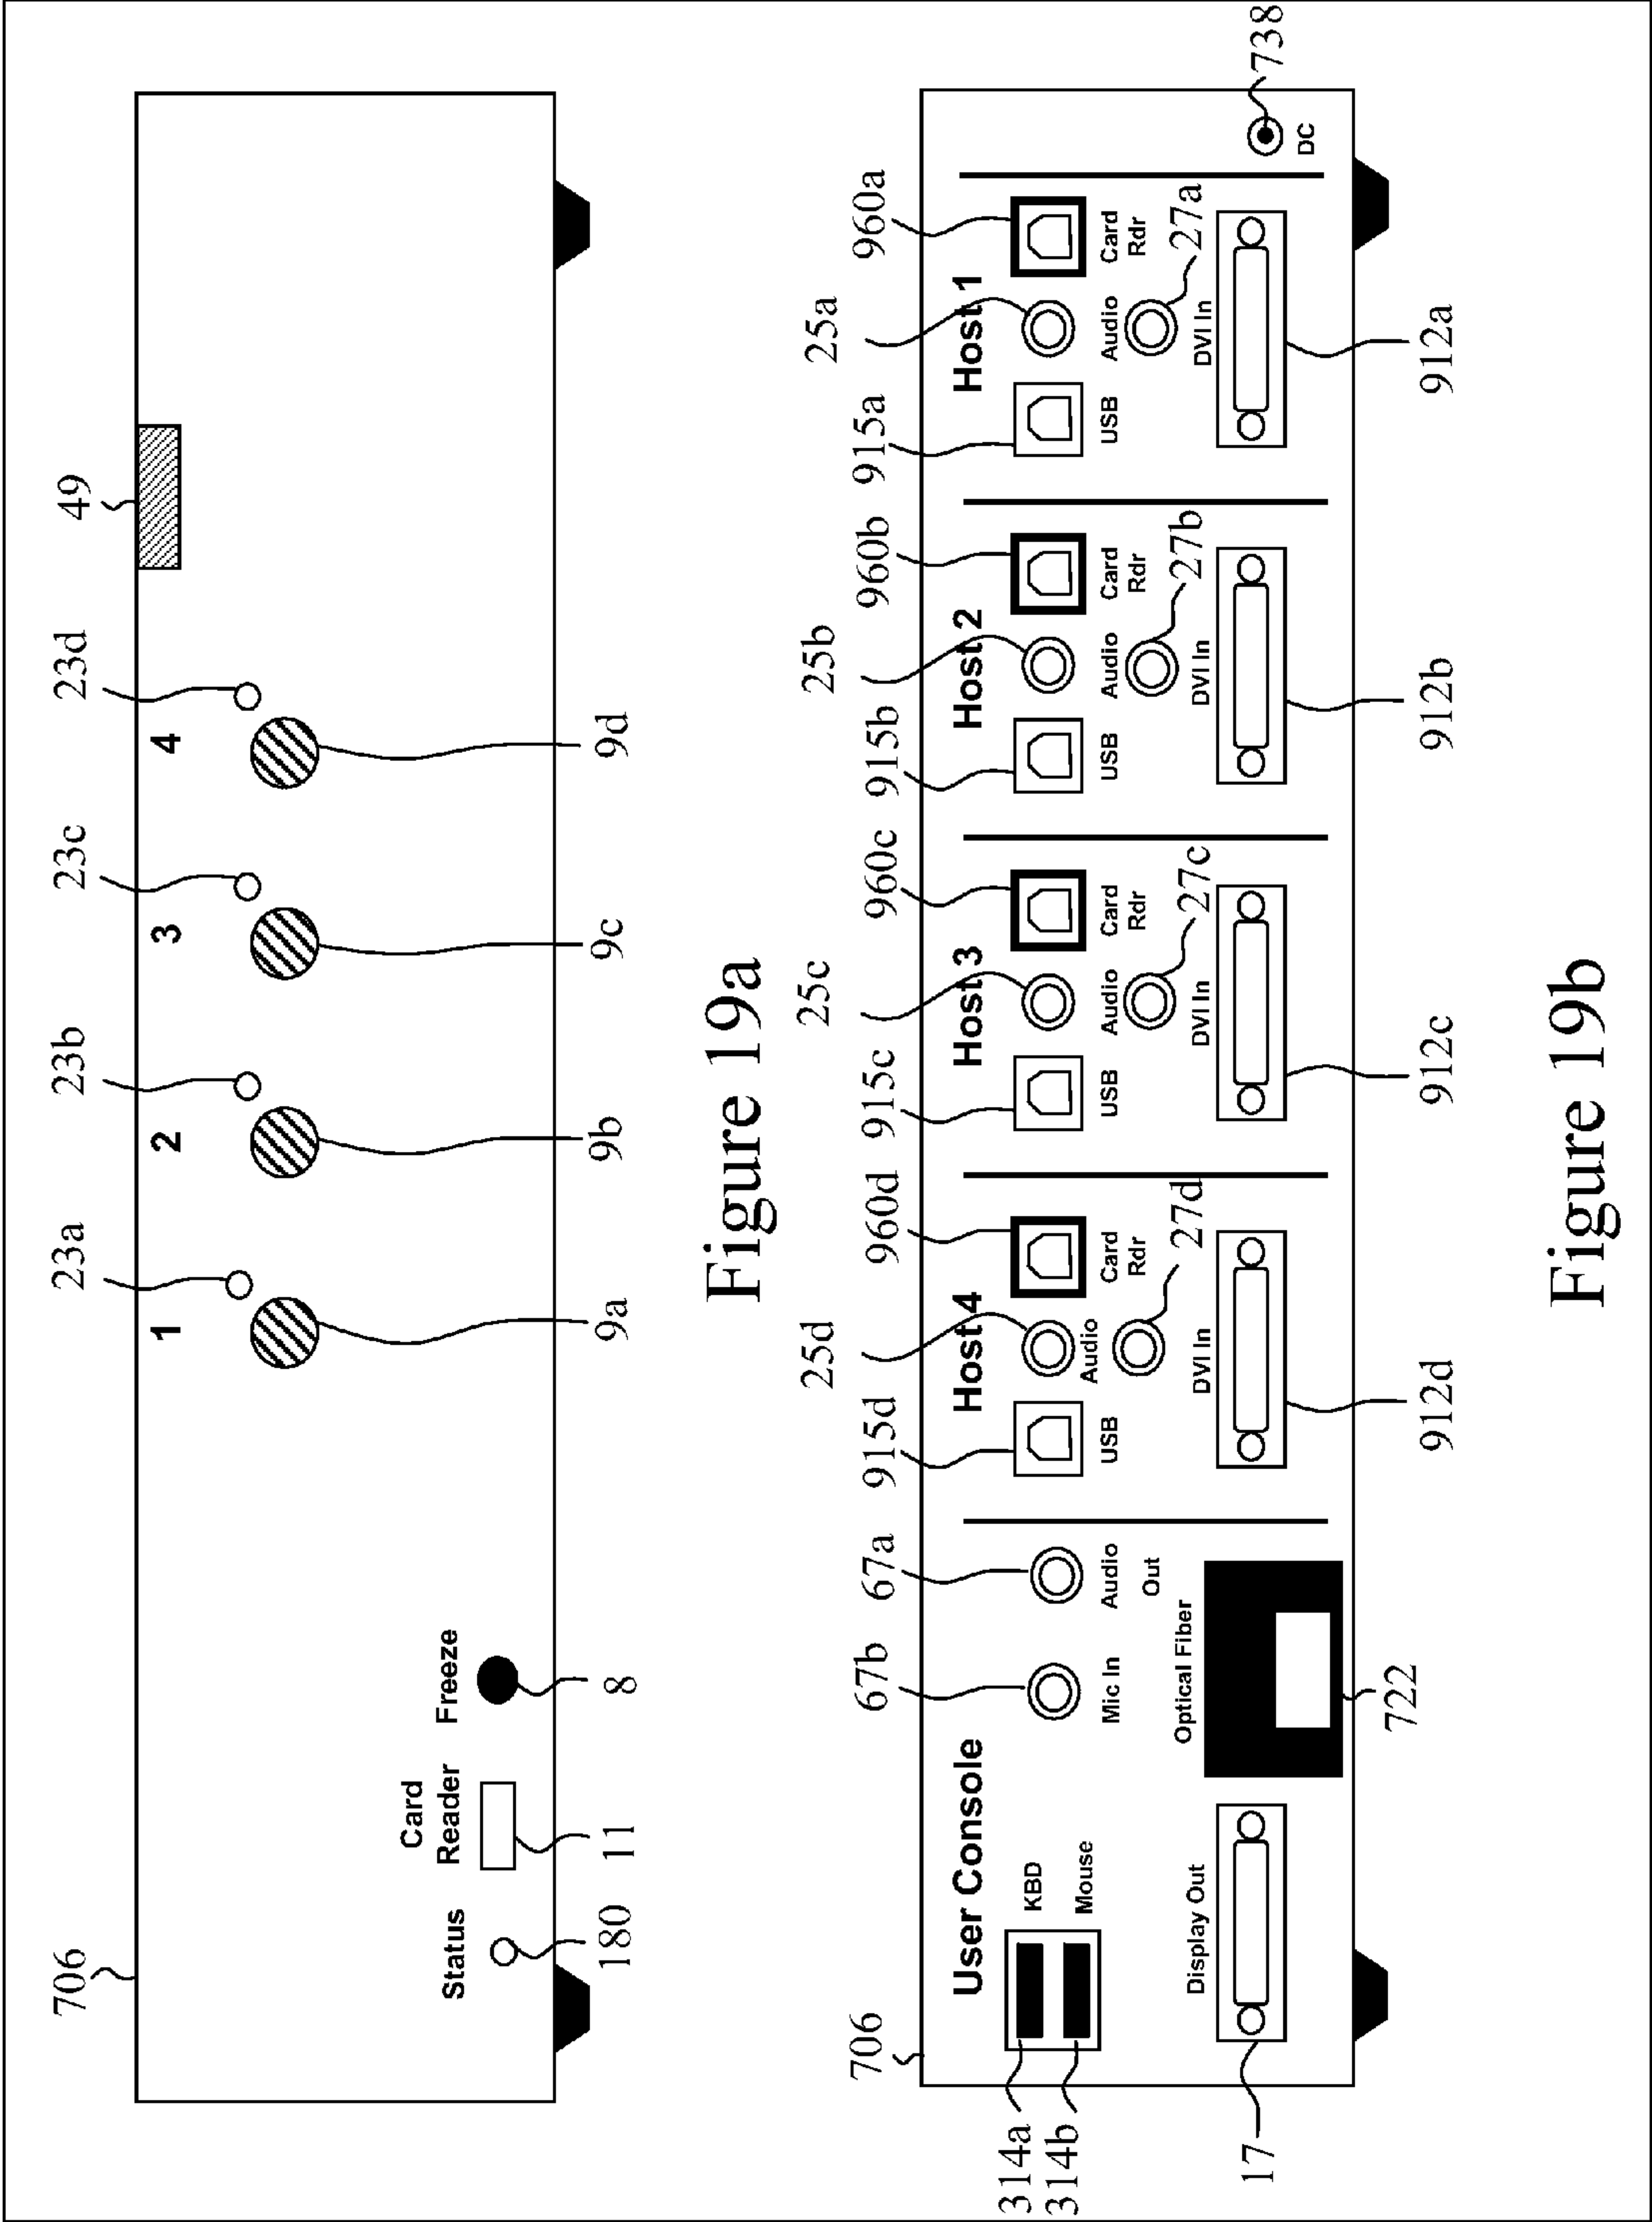 706
23a
23b
23c
23d
49
1
2
3
4
Status
Card
Reader
Freeze
180
11
8
9a
9b
9c
9d
Figure 19a
706
67b
67a
915d
25d
960d
915c
25c
960c
915b
25b
960b
915a
25a
960a
User Console
Host 4
Host 3
Host 2
Host 1
314a
314b
KBD
Mouse
Mic In
Audio
Out
USB
Audio
Card
Rdr
27d
USB
Audio
Card
Rdr
27c
USB
Audio
Card
Rdr
27b
USB
Audio
Card
Rdr
27a
Display Out
Optical Fiber
DVI In
DVI In
DVI In
DVI In
DC
738
17
722
912d
912c
912b
912a
Figure 19b